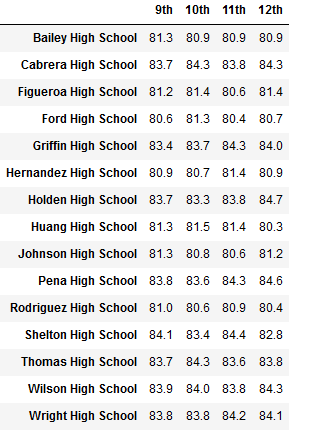 9th 10th 11th 12th
Bailey High School 81.3 80.9 80.9 80.9
Cabrera High School 83.7 84.3 83.8 84.3
Figueroa High School 81.2 81.4 80.6 81.4
Ford High School 80.6 81.3 80.4 80.7
Griffin High School 83.4 83.7 84.3 84.0
Hernandez High School 80.9 80.7 81.4 80.9
Holden High School 83.7 83.3 83.8 84.7
Huang High School 81.3 81.5 81.4 80.3
Johnson High School 81.3 80.8 80.6 81.2
Pena High School 83.8 83.6 84.3 84.6
Rodriguez High School 81.0 80.6 80.9 80.4
Shelton High School 84.1 83.4 84.4 82.8
Thomas High School 83.7 84.3 83.6 83.8
Wilson High School 83.9 84.0 83.8 84.3
Wright High School 83.8 83.8 84.2 84.1